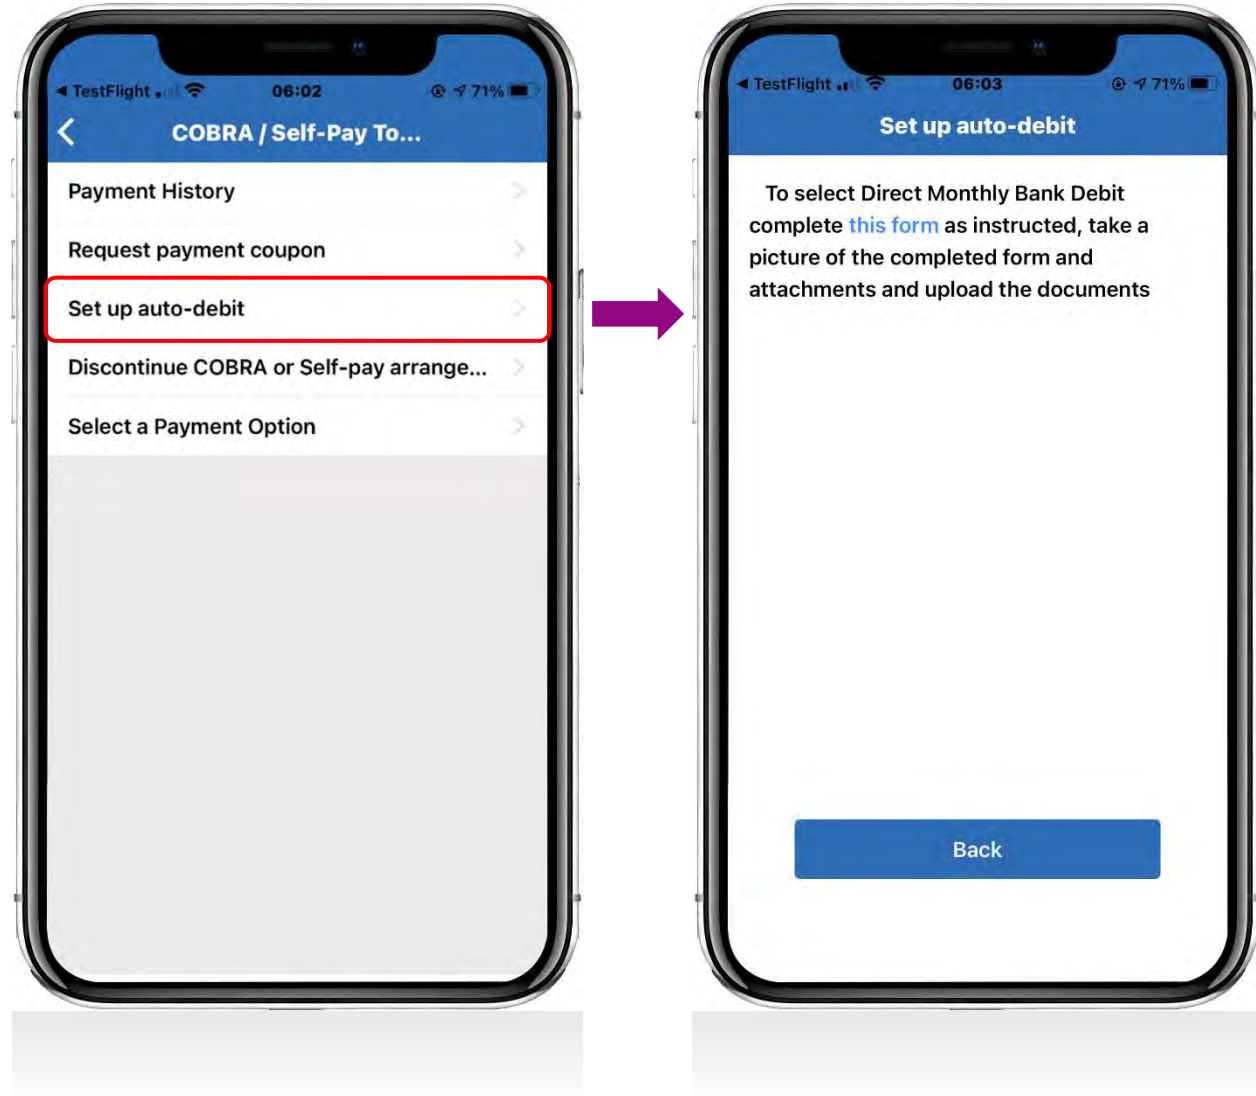 TestFlight
06:02
71%
COBRA / Self-Pay To...
Payment History
Request payment coupon
Set up auto-debit
Discontinue COBRA or Self-pay arrange...
Select a Payment Option
TestFlight
06:03
71%
Set up auto-debit
To select Direct Monthly Bank Debit
complete this form as instructed, take a
picture of the completed form and
attachments and upload the documents
Back